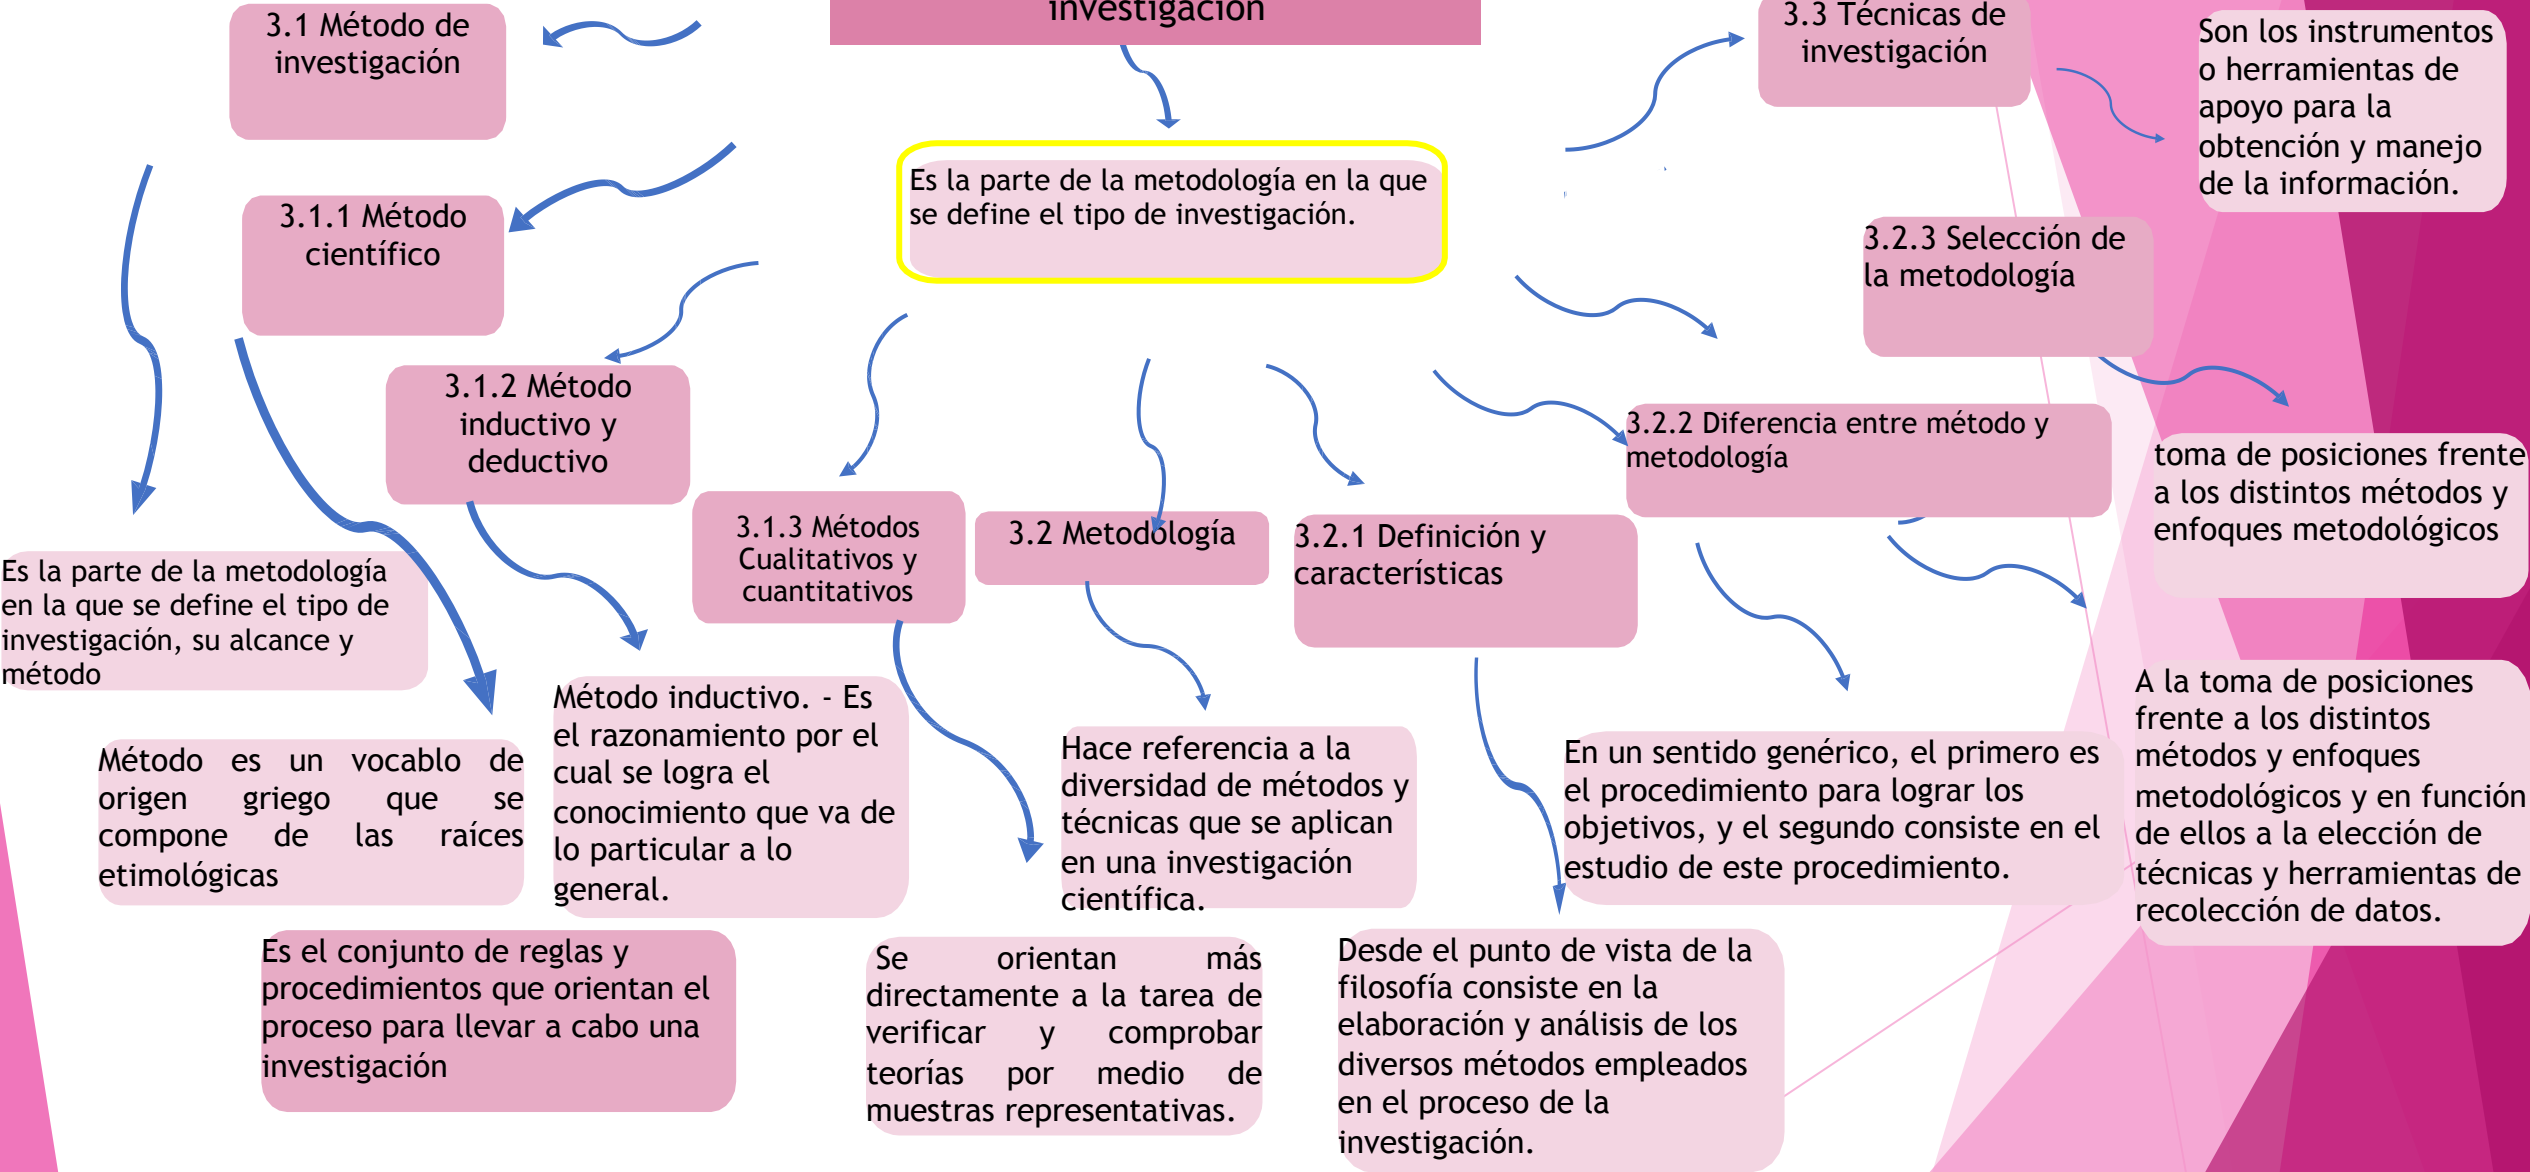 investigación
3.1 Método de
investigación
3.3 Técnicas de
investigación
Son los instrumentos
o herramientas de
apoyo para la
obtención y manejo
de la información.
Es la parte de la metodología en la que
se define el tipo de investigación.
3.1.1 Método
científico
3.2.3 Selección de
la metodología
3.1.2 Método
inductivo y
deductivo
3.2.2 Diferencia entre método y
metodología
toma de posiciones frente
a los distintos métodos y
enfoques metodológicos
3.1.3 Métodos
Cualitativos y
cuantitativos
3.2 Metodología
3.2.1 Definición y
características
Es la parte de la metodología
en la que se define el tipo de
investigación, su alcance y
método
Método inductivo. - Es
el razonamiento por el
cual se logra el
conocimiento que va de
lo particular a lo
general.
Método es un vocablo de
origen griego que se
compone de las raíces
etimológicas
Hace referencia a la
diversidad de métodos y
técnicas que se aplican
en una investigación
científica.
En un sentido genérico, el primero es
el procedimiento para lograr los
objetivos, y el segundo consiste en el
estudio de este procedimiento.
A la toma de posiciones
frente a los distintos
métodos y enfoques
metodológicos y en función
de ellos a la elección de
técnicas y herramientas de
recolección de datos.
Es el conjunto de reglas y
procedimientos que orientan el
proceso para llevar a cabo una
investigación
Se orientan más
directamente a la tarea de
verificar y comprobar
teorías por medio de
muestras representativas.
Desde el punto de vista de la
filosofía consiste en la
elaboración y análisis de los
diversos métodos empleados
en el proceso de la
investigación.